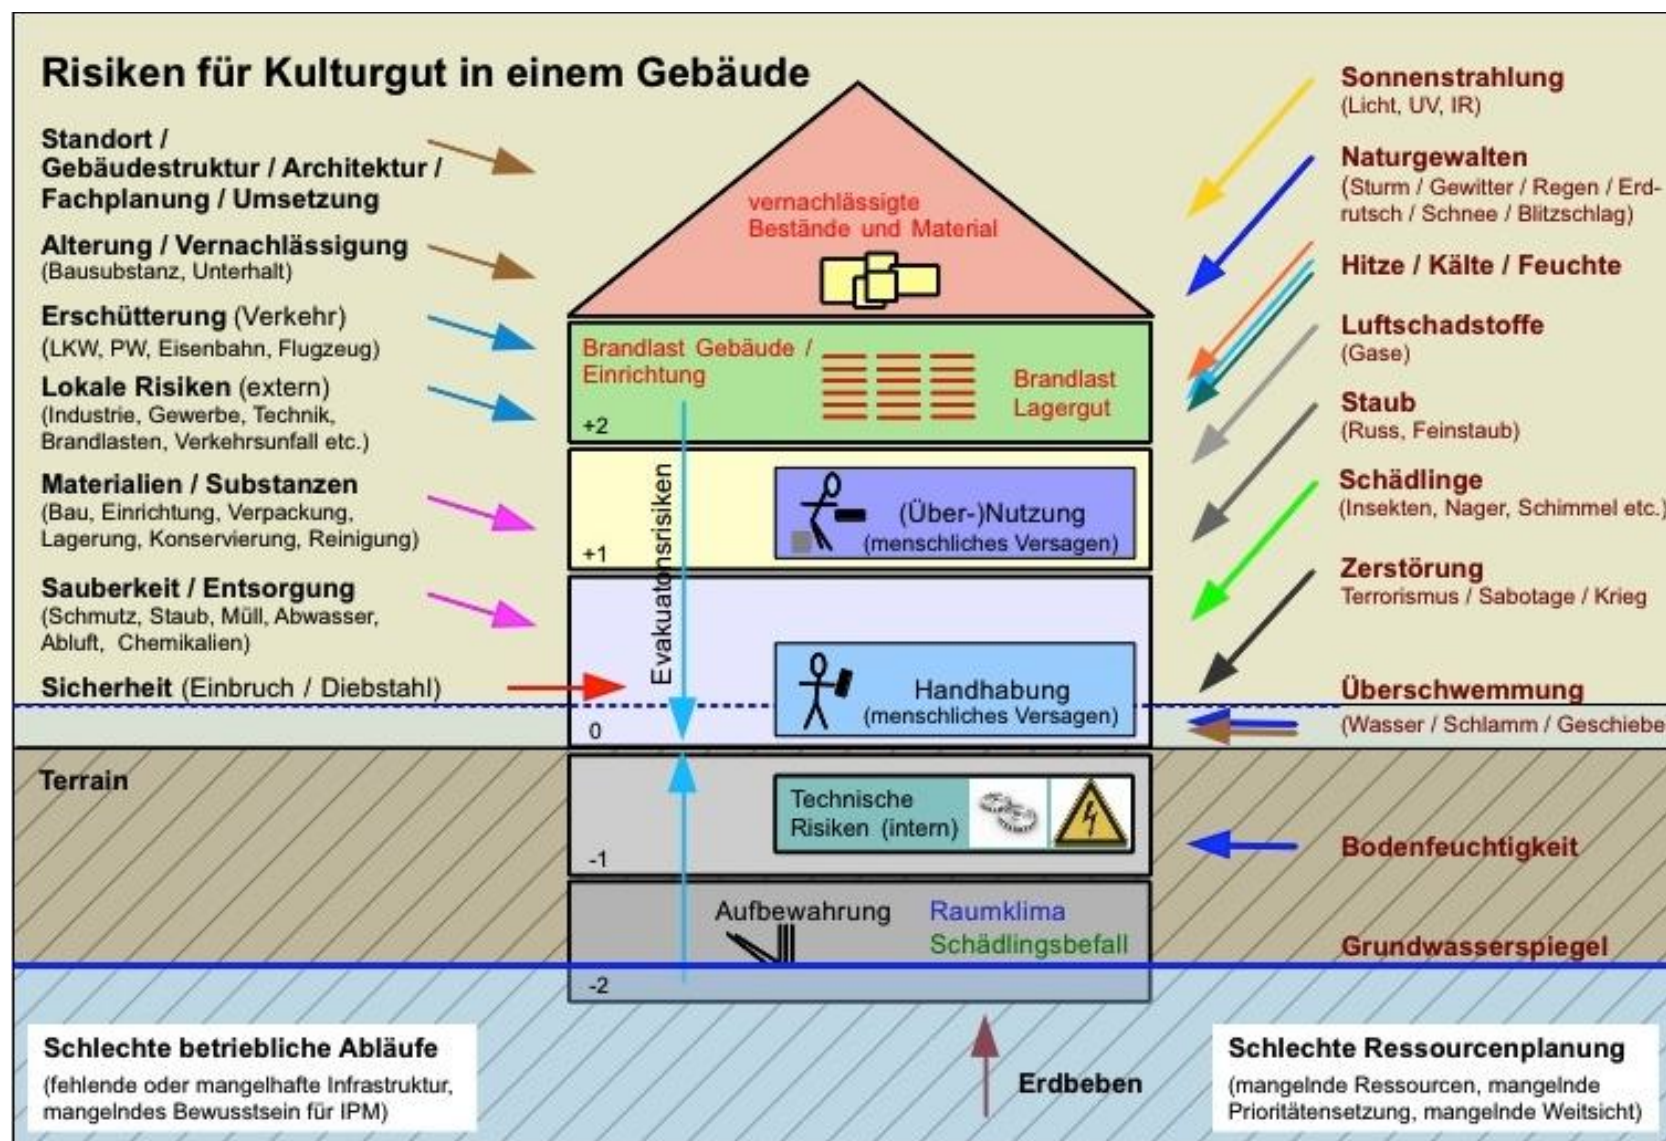 Risiken für Kulturgut in einem Gebäude
Standort /
Gebäudestruktur / Architektur /
Fachplanung / Umsetzung
Alterung / Vernachlässigung
(Bausubstanz, Unterhalt)
Erschütterung (Verkehr)
(LKW, PW, Eisenbahn, Flugzeug)
Lokale Risiken (extern)
(Industrie, Gewerbe, Technik,
Brandlasten, Verkehrsunfall etc.)
Materialien / Substanzen
(Bau, Einrichtung, Verpackung,
Lagerung, Konservierung, Reinigung)
Sauberkeit / Entsorgung
(Schmutz, Staub, Müll, Abwasser,
Abluft, Chemikalien)
Sicherheit (Einbruch / Diebstahl)
Terrain
vernachlässigte
Bestände und Material
Brandlast Gebäude /
Einrichtung
Brandlast
Lagergut
+2
Evakuatonsrisiken
(Über-)Nutzung
(menschliches Versagen)
+1
Handhabung
(menschliches Versagen)
0
Technische
Risiken (intern)
-1
Aufbewahrung
Raumklima
Schädlingsbefall
-2
Sonnenstrahlung
(Licht, UV, IR)
Naturgewalten
(Sturm / Gewitter / Regen / Erd-
rutsch / Schnee / Blitzschlag)
Hitze / Kälte / Feuchte
Luftschadstoffe
(Gase)
Staub
(Russ, Feinstaub)
Schädlinge
(Insekten, Nager, Schimmel etc.)
Zerstörung
Terrorismus / Sabotage / Krieg
Überschwemmung
(Wasser / Schlamm / Geschiebe
Bodenfeuchtigkeit
Grundwasserspiegel
Schlechte betriebliche Abläufe
(fehlende oder mangelhafte Infrastruktur,
mangelndes Bewusstsein für IPM)
Erdbeben
Schlechte Ressourcenplanung
(mangelnde Ressourcen, mangelnde
Prioritätensetzung, mangelnde Weitsicht)